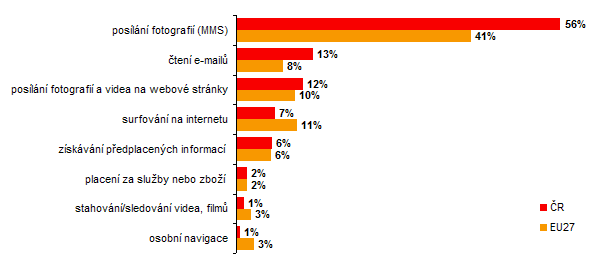 posílání fotografií (MMS)
56%
41%
čtení e-mailů
13%
8%
posílání fotografií a videa na webové stránky
12%
10%
surfování na internetu
7%
11%
získávání předplacených informací
6%
6%
placení za služby nebo zboží
2%
2%
stahování/sledování videa, filmů
1%
3%
osobní navigace
1%
3%
ČR
EU27